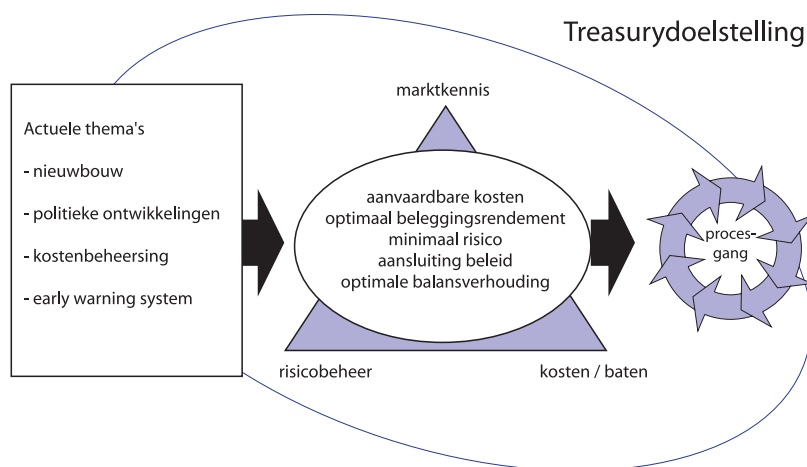 Treasurydoelstelling
Actuele thema's
- nieuwbouw
- politieke ontwikkelingen
- kostenbeheersing
- early warning system
marktkennis
aanvaardbare kosten
optimaal beleggingsrendement
minimaal risico
aansluiting beleid
optimale balansverhouding
risicobeheer
kosten / baten
proces-
gang